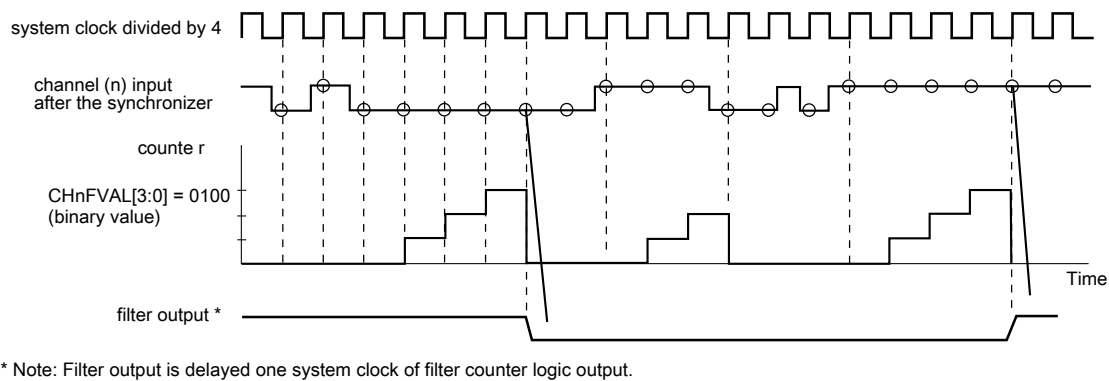 system clock divided by 4
channel (n) input
after the synchronizer
counte r
CHnFVAL[3:0] = 0100
(binary value)
Time
filter output *
* Note: Filter output is delayed one system clock of filter counter logic output.